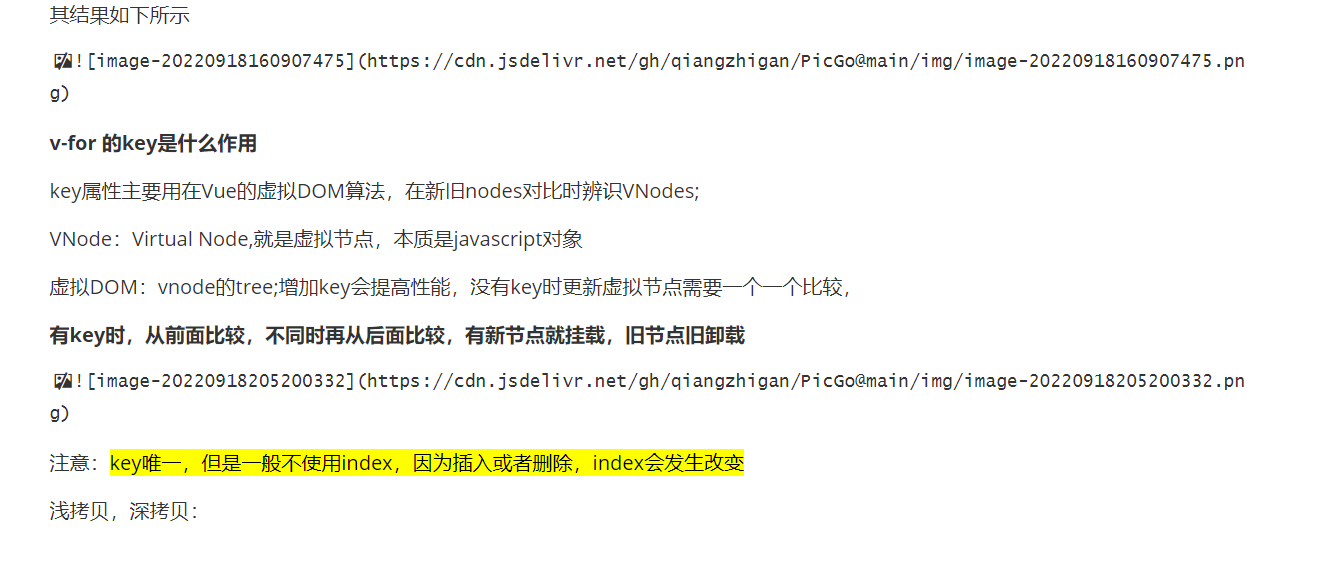 其结果如下所示
![image-20220918160907475](https://cdn.jsdelivr.net/gh/qiangzhigan/PicGo@main/img/image-20220918160907475.pn
g)
v-for 的key是什么作用
key属性主要用在Vue的虚拟DOM算法，在新旧nodes对比时辨识VNodes;
VNode：Virtual Node,就是虚拟节点，本质是javascript对象
虚拟DOM：vnode的tree;增加key会提高性能，没有key时更新虚拟节点需要一个一个比较，
有key时，从前面比较，不同时再从后面比较，有新节点就挂载，旧节点旧卸载
![image-20220918205200332](https://cdn.jsdelivr.net/gh/qiangzhigan/PicGo@main/img/image-20220918205200332.pn
g)
注意：key唯一，但是一般不使用index，因为插入或者删除，index会发生改变
浅拷贝，深拷贝：